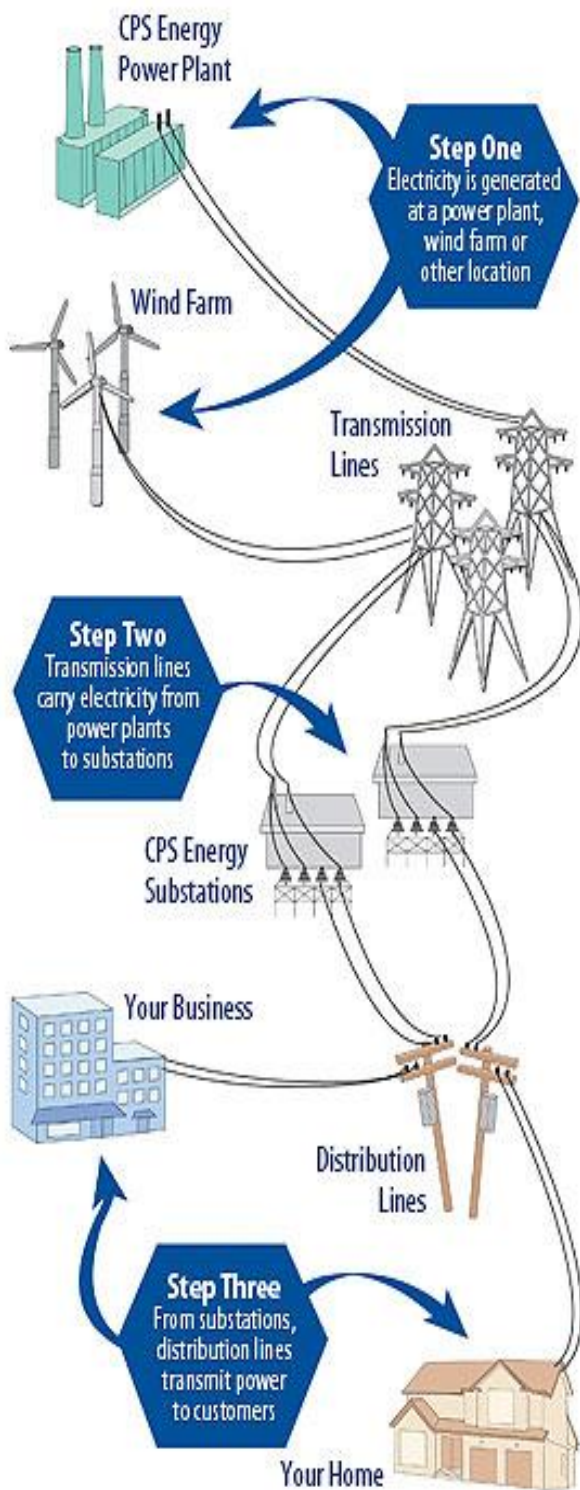 CPS Energy
Power Plant
Step One
Electricity is generated
at a power plant,
wind farm or
other location
Wind Farm
Transmission
Lines
Step Two
Transmission lines
carry electricity from
power plants
to substations
CPS Energy
Substations
Your Business
Distribution
Lines
Step Three
From substations,
distribution lines
transmit power
to customers
Your Home